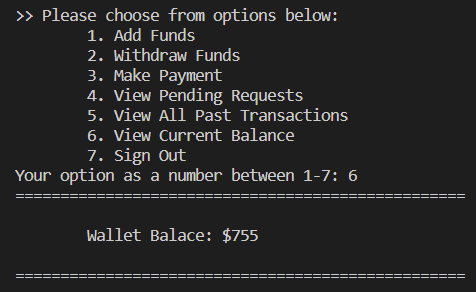 >> Please choose from options below:
1. Add Funds
2. Withdraw Funds
3. Make Payment
4. View Pending Requests
5. View All Past Transactions
6. View Current Balance
7. Sign Out
Your option as a number between 1-7: 6
==================================================
Wallet Balace: $755
==================================================